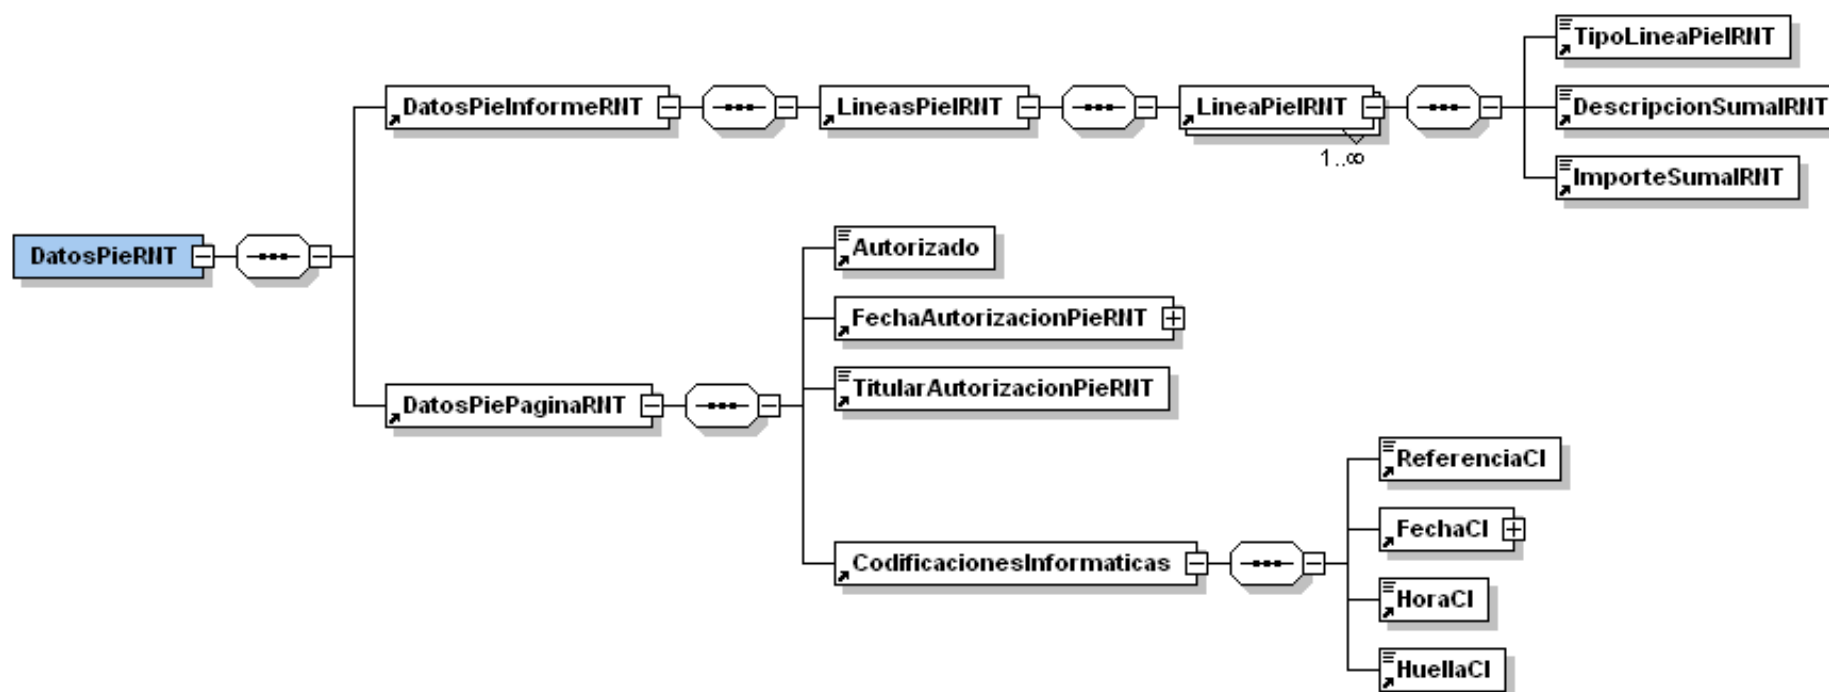 TipoLineaPieIRNT
DatosPieInformeRNT
LineasPieIRNT
LineaPieIRNT
DescripcionSumaIRNT
1..∞
ImporteSumaIRNT
DatosPieRNT
Autorizado
FechaAutorizacionPieRNT
TitularAutorizacionPieRNT
DatosPiePaginaRNT
ReferenciaCI
FechaCI
CodificacionesInformaticas
HoraCI
HuellaCI